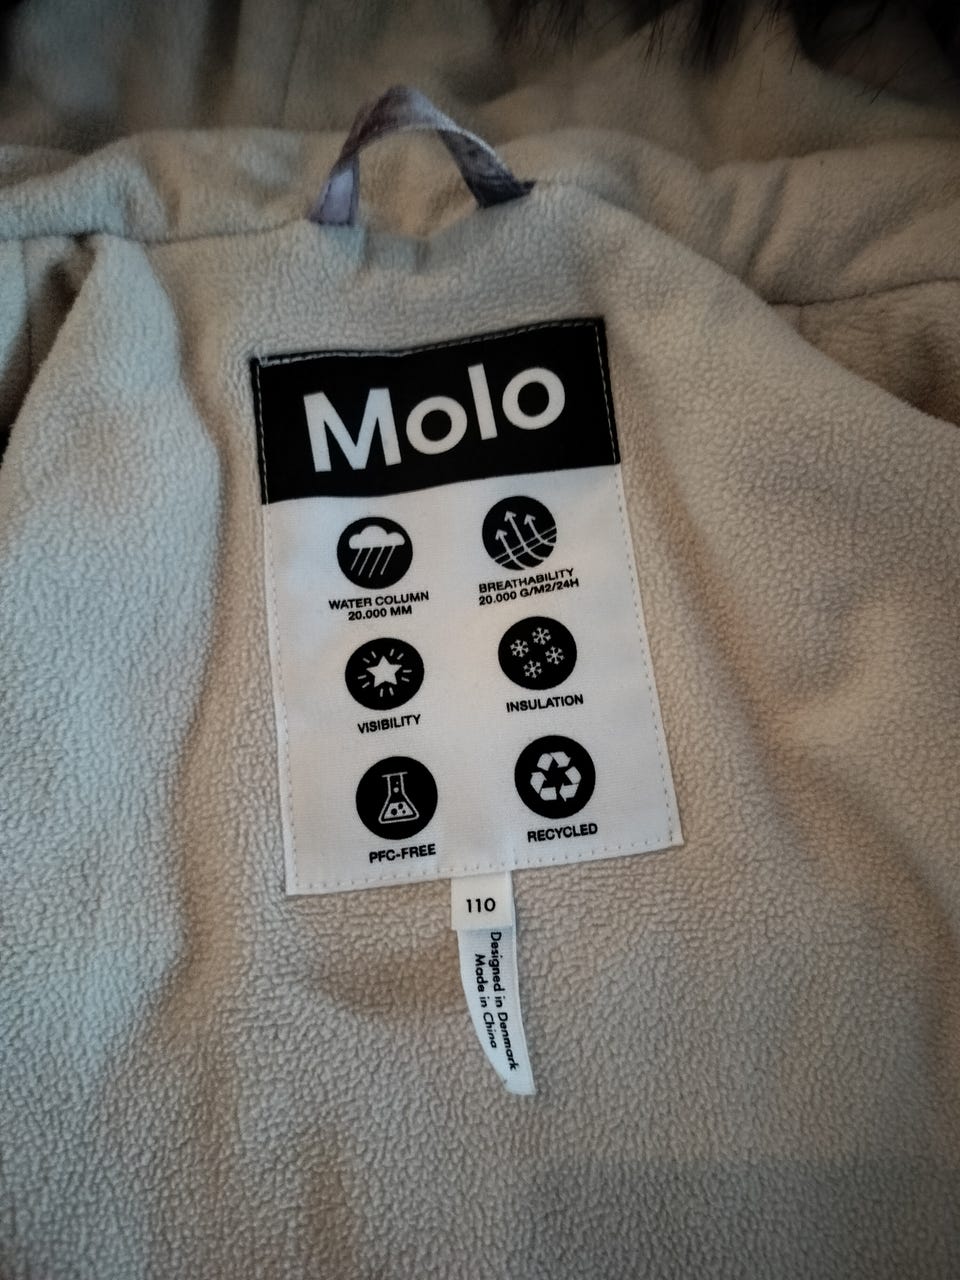 Molo
WATER COLUMN
20.000 MM
BREATHABILITY
20.000 G/M2/24H
VISIBILITY
INSULATION
PFC-FREE
RECYCLED
110
Designed in Denmark
Made in China